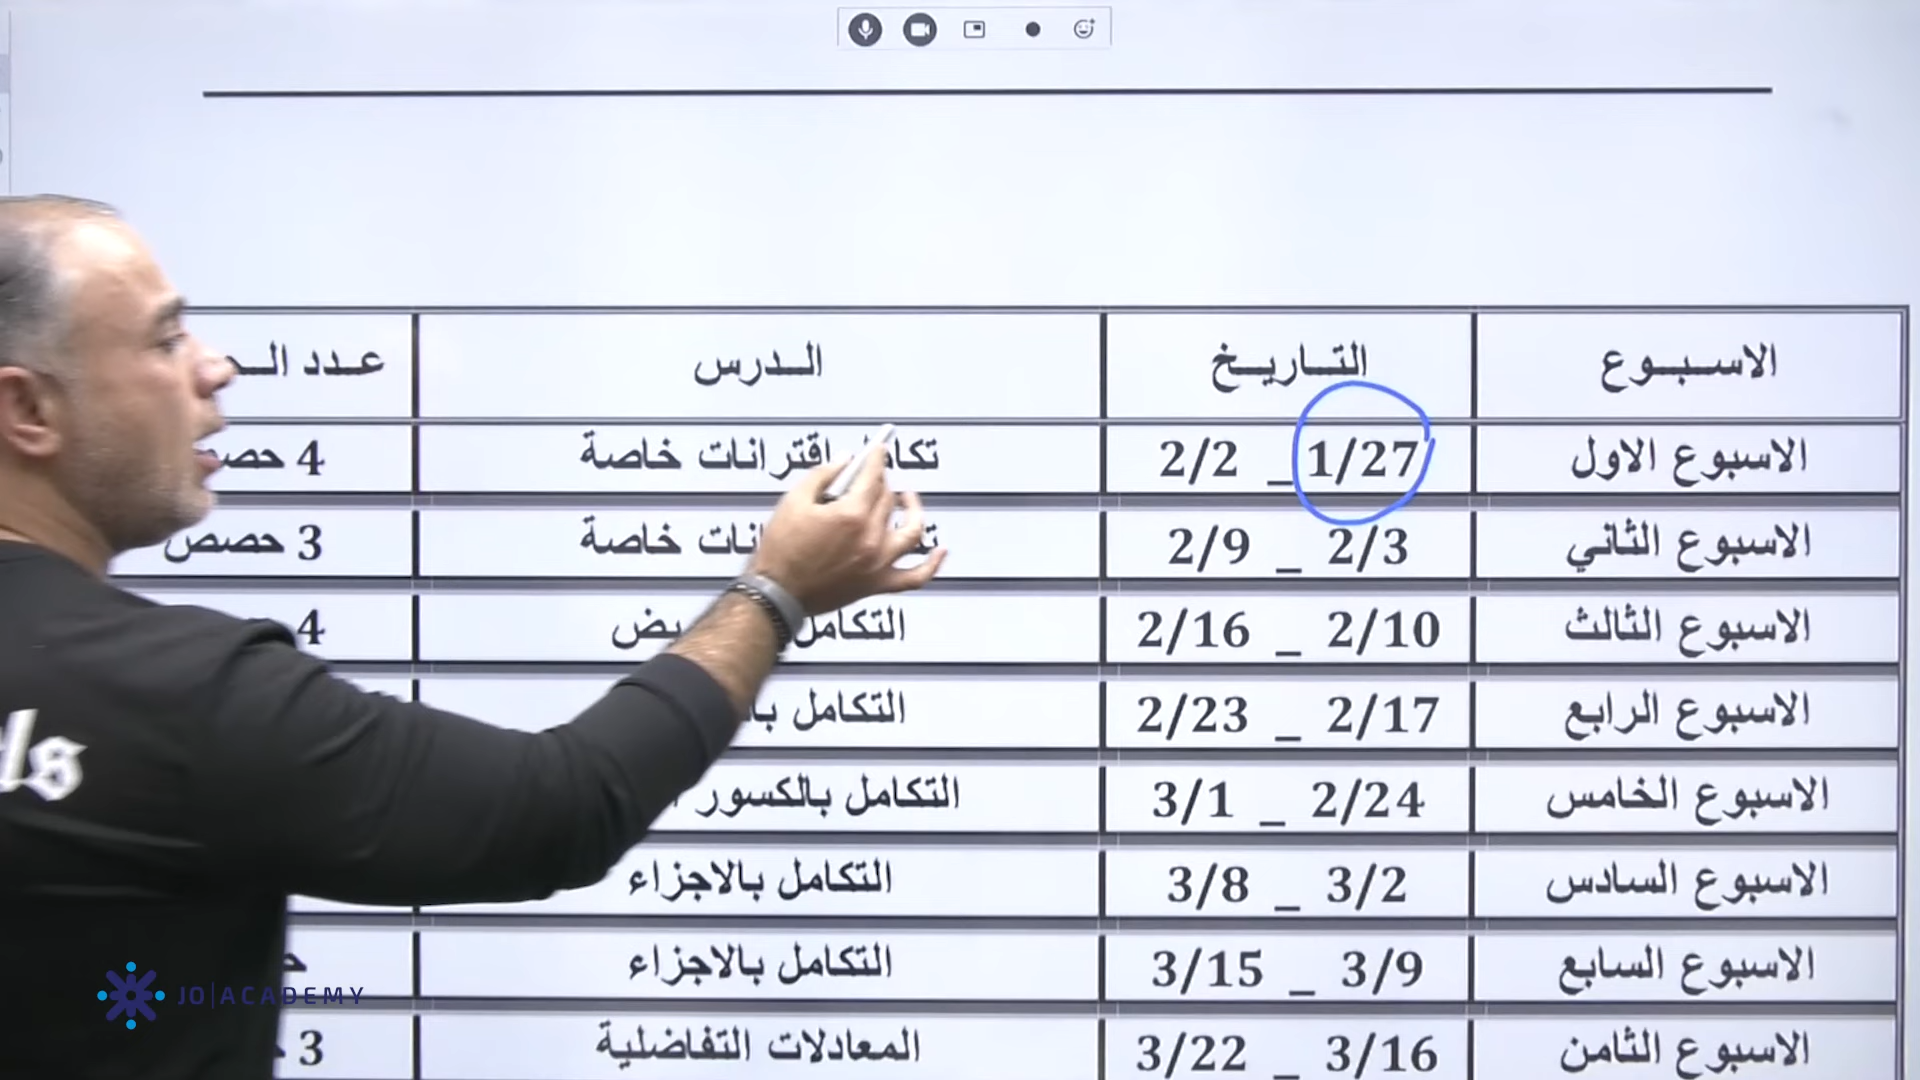 الاسبوع التاريخ الدرس عدد
الاسبوع الاول 1/27 _ 2/2 تكامل اقترانات خاصة 4
الاسبوع الثاني 2/3 _ 2/9 خاصة 3 حصص
الاسبوع الثالث 2/10 _ 2/16 التكامل 4
الاسبوع الرابع 2/17 _ 2/23 التكامل
الاسبوع الخامس 2/24 _ 3/1 التكامل بالكسور
الاسبوع السادس 3/2 _ 3/8 التكامل بالاجزاء
الاسبوع السابع 3/9 _ 3/15 التكامل بالاجزاء
الاسبوع الثامن 3/16 _ 3/22 المعادلات التفاضلية 3
JO|ACADEMY